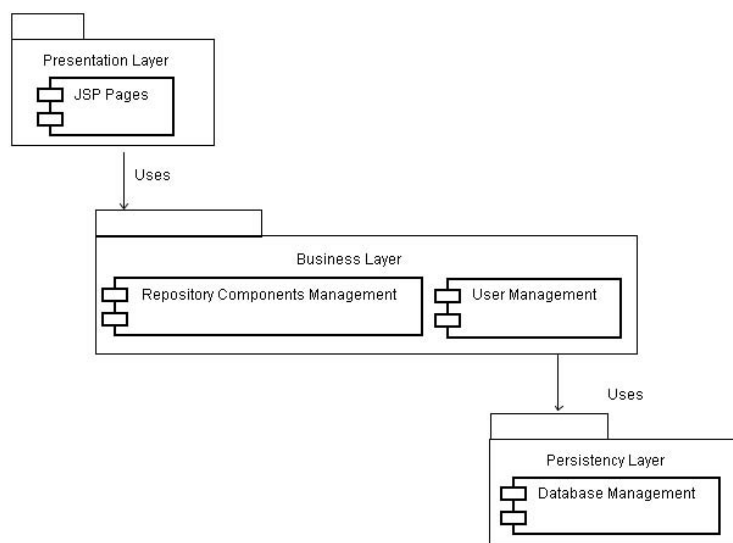 Presentation Layer
JSP Pages
Uses
Business Layer
Repository Components Management
User Management
Uses
Persistency Layer
Database Management